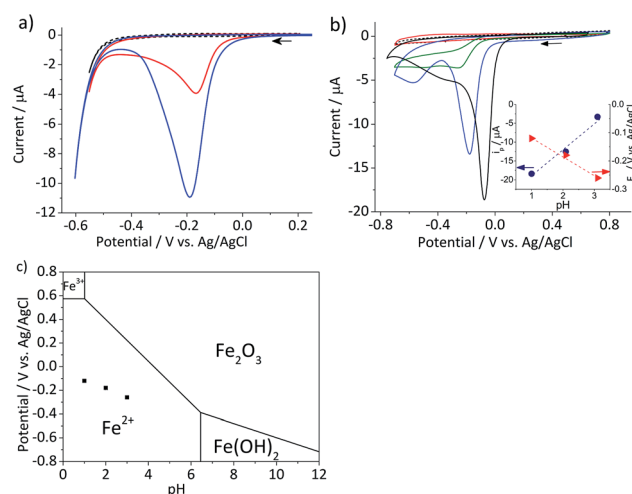 a)
Current / μA
0
-2
-4
-6
-8
-10
-12
-0.6 -0.4 -0.2 0.0 0.2
Potential / V vs. Ag/AgCl
b)
Current / μA
5
0
-5
-10
-15
-20
-0.8 -0.4 0.0 0.4 0.8
Potential / V vs. Ag/AgCl
i p / μA
0
-5
-10
-15
-20
1 2 3
pH
0.0
-0.1
-0.2
-0.3
vs. Ag/AgCl
c)
Potential / V vs. Ag/AgCl
0.8
0.6
0.4
0.2
0.0
-0.2
-0.4
-0.6
-0.8
0 2 4 6 8 10 12
pH
Fe3+
Fe2O3
Fe2+
Fe(OH)2